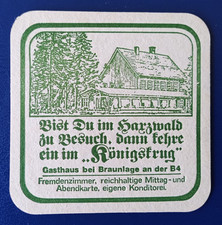 Bist Du im Harzwald
zu Besuch, dann kehre
ein im „Königskrug"
Gasthaus bei Braunlage an der B4
Fremdenzimmer, reichhaltige Mittag- und
Abendkarte, eigene Konditorei.